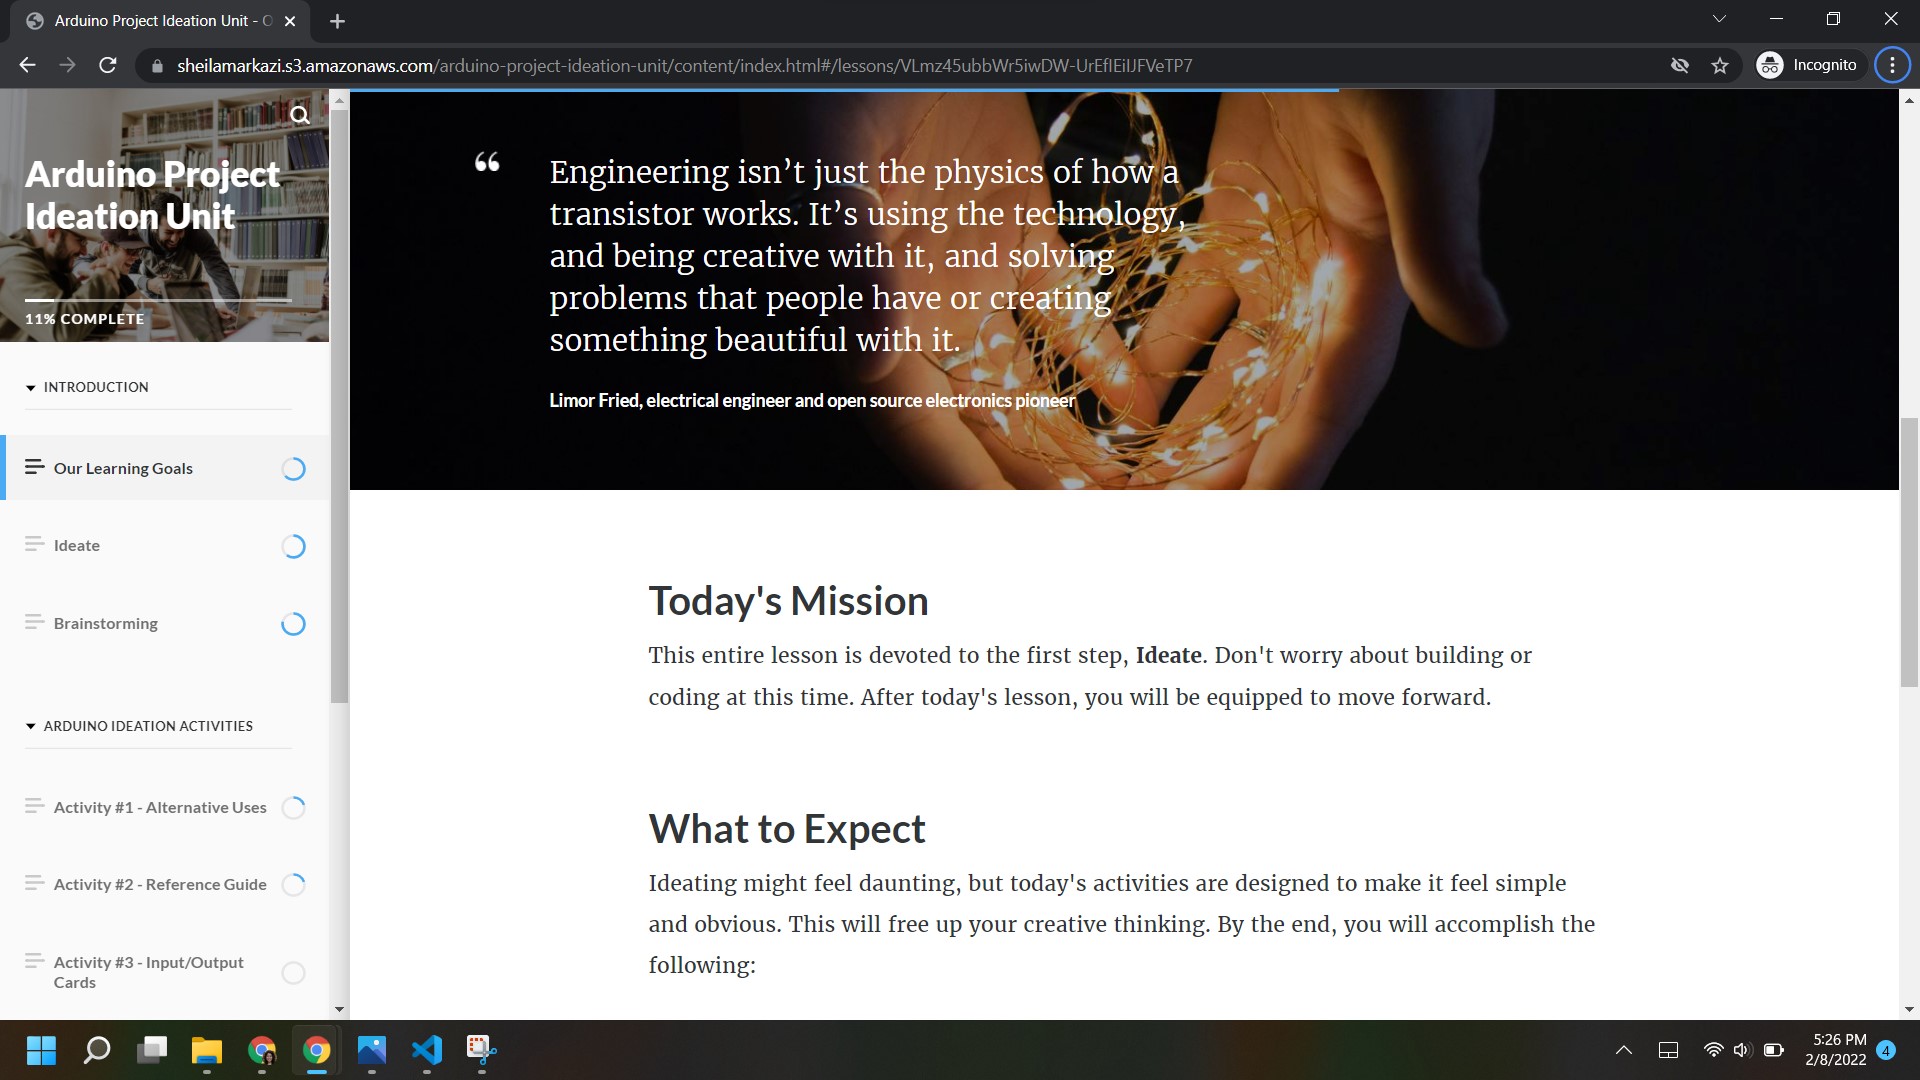 Arduino Project Ideation Unit - O
sheilamarkazi.s3.amazonaws.com/arduino-project-ideation-unit/content/index.html#/lessons/VLmz45ubbWr5iwDW-UrEfIEiIJFVeTP7
Incognito
Arduino Project
Ideation Unit
11% COMPLETE
INTRODUCTION
Our Learning Goals
Ideate
Brainstorming
ARDUINO IDEATION ACTIVITIES
Activity #1 - Alternative Uses
Activity #2 - Reference Guide
Activity #3 - Input/Output
Cards
“
Engineering isn’t just the physics of how a
transistor works. It’s using the technology,
and being creative with it, and solving
problems that people have or creating
something beautiful with it.
Limor Fried, electrical engineer and open source electronics pioneer
Today's Mission
This entire lesson is devoted to the first step, Ideate. Don't worry about building or
coding at this time. After today's lesson, you will be equipped to move forward.
What to Expect
Ideating might feel daunting, but today's activities are designed to make it feel simple
and obvious. This will free up your creative thinking. By the end, you will accomplish the
following:
5:26 PM
2/8/2022
4